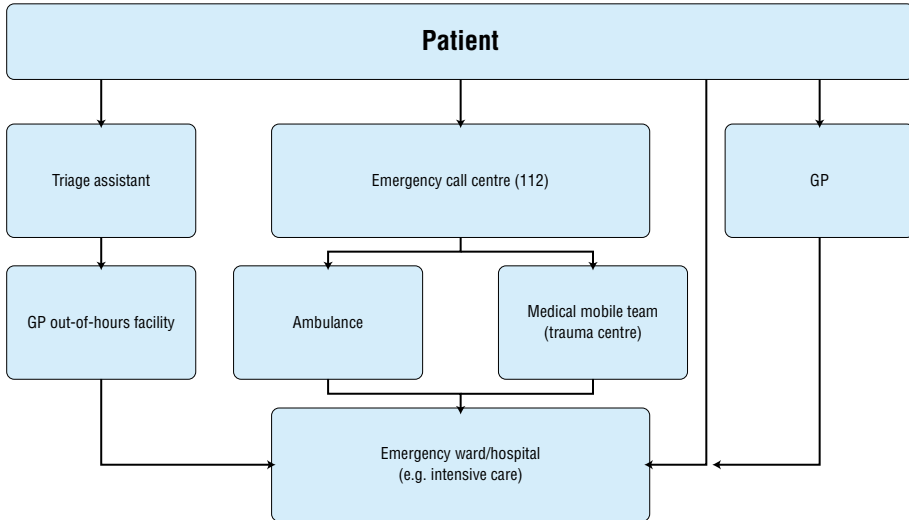 Patient
Triage assistant
Emergency call centre (112)
GP
GP out-of-hours facility
Ambulance
Medical mobile team
(trauma centre)
Emergency ward/hospital
(e.g. intensive care)